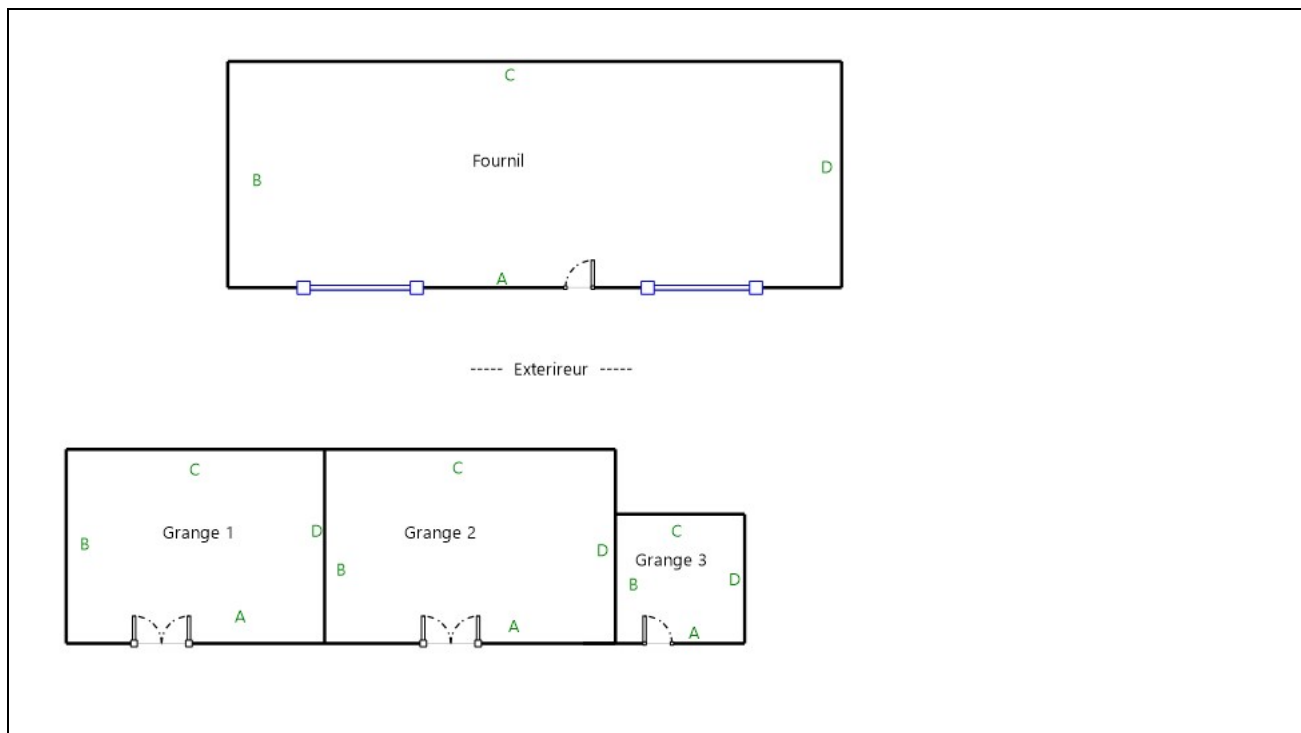 C
Fournil
B
D
A
----- Exterireur -----
C
C
Grange 1
D
Grange 2
C
B
D
Grange 3
B
B
D
A
A
A